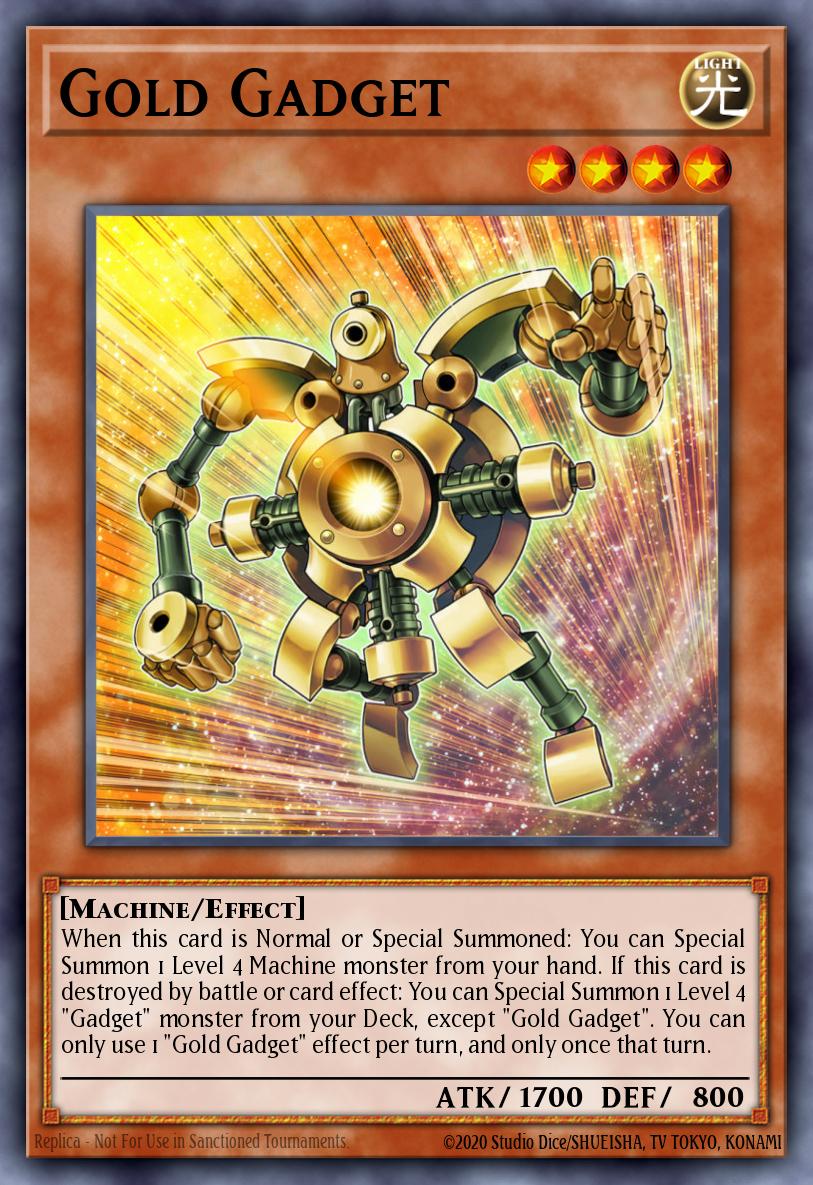 Gold Gadget
LIGHT
光
[Machine/Effect]
When this card is Normal or Special Summoned: You can Special
Summon 1 Level 4 Machine monster from your hand. If this card is
destroyed by battle or card effect: You can Special Summon 1 Level 4
"Gadget" monster from your Deck, except "Gold Gadget". You can
only use 1 "Gold Gadget" effect per turn, and only once that turn.
ATK/ 1700 DEF/ 800
Replica - Not For Use in Sanctioned Tournaments.
©2020 Studio Dice/SHUEISHA, TV TOKYO, KONAMI